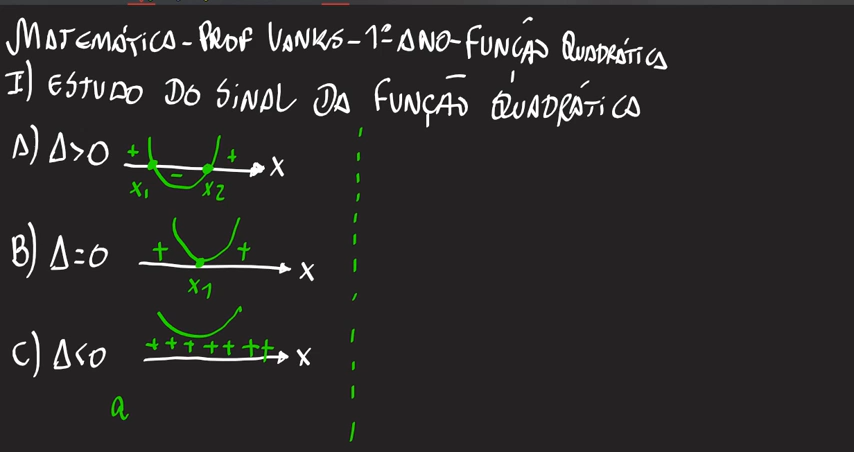 MATEMÁTICA - PROF VANKS - 1º ANO - FUNÇÃO QUADRÁTICA
I) ESTUDO DO SINAL DA FUNÇÃO QUADRÁTICA
A) Δ>0 + - + x
x₁ x₂
B) Δ=0 + + x
x₁
C) Δ<0 + + + + + + + x
a